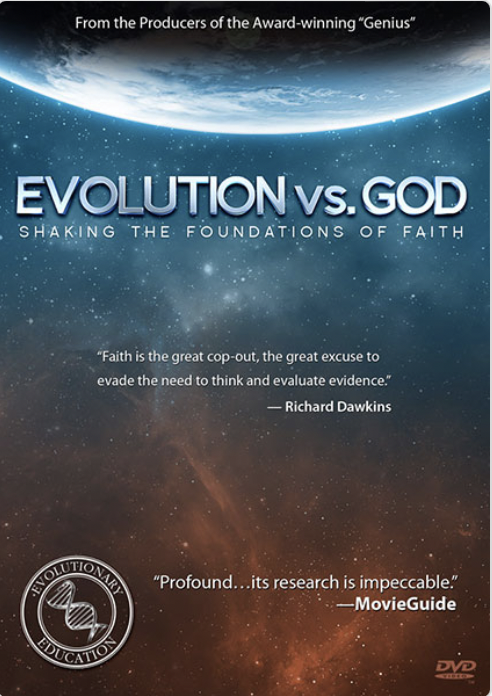 From the Producers of the Award-winning “Genius”
EVOLUTION vs. GOD
SHAKING THE FOUNDATIONS OF FAITH
“Faith is the great cop-out, the great excuse to
evade the need to think and evaluate evidence.”
— Richard Dawkins
·EVOLUTIONARY·
EDUCATION
“Profound…its research is impeccable.”
—MovieGuide
DVD
VIDEO